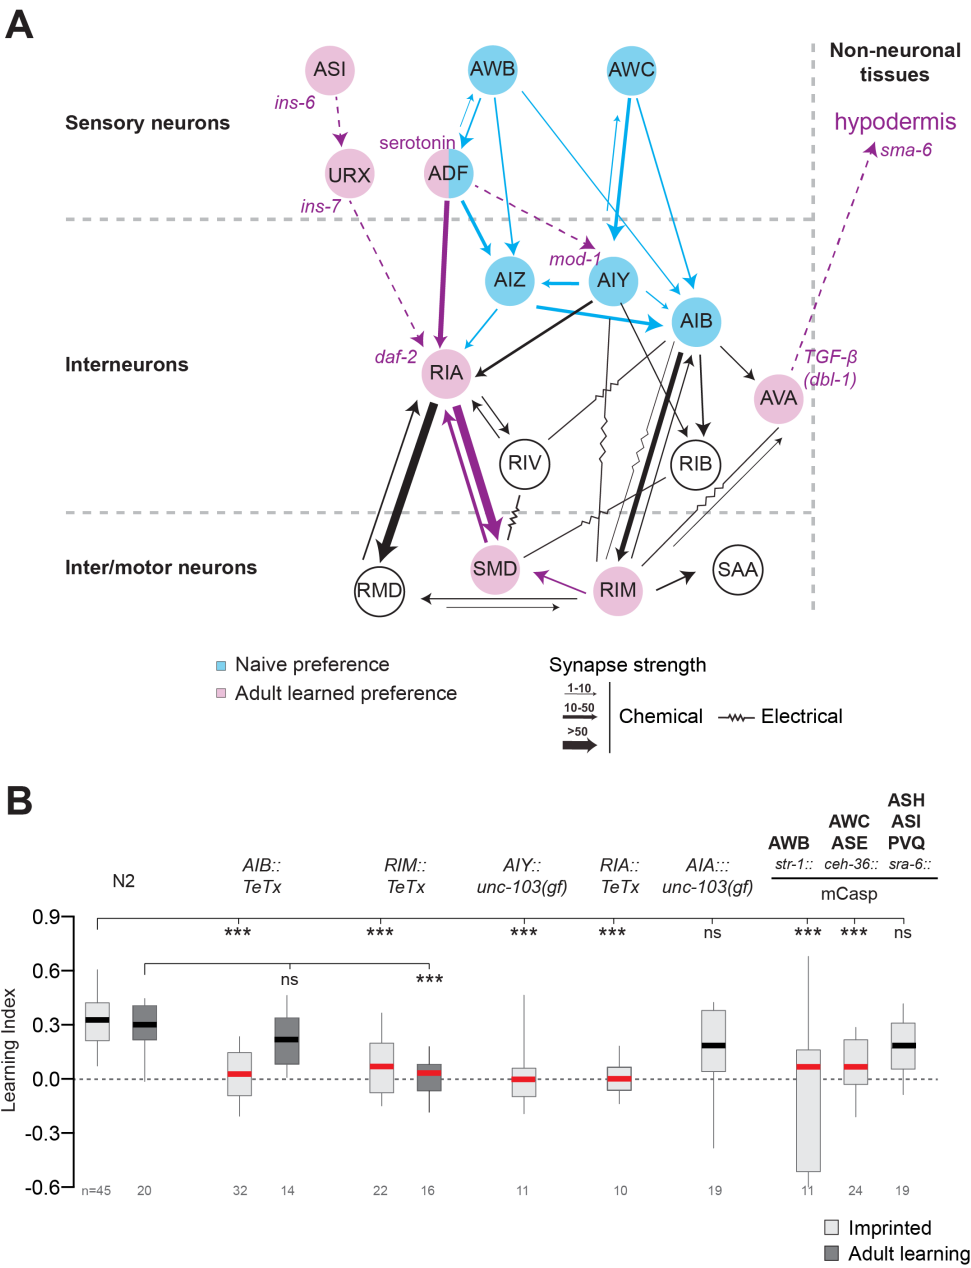 A
Non-neuronal
tissues
ASI
AWB
AWC
ins-6
Sensory neurons
hypodermis
serotonin
sma-6
URX
ADF
ins-7
mod-1
AIZ
AIY
AIB
daf-2
Interneurons
RIA
TGF-β
(dbl-1)
AVA
RIV
RIB
Inter/motor neurons
SMD
SAA
RMD
RIM
Naive preference
Adult learned preference
Synapse strength
1-10
10-50
>50
Chemical
Electrical
B
N2
AIB::
TeTx
RIM::
TeTx
AIY::
unc-103(gf)
RIA::
TeTx
AIA:::
unc-103(gf)
AWB
str-1::
AWC
ASE
ceh-36::
ASH
ASI
PVQ
sra-6::
mCasp
Learning Index
0.9
0.6
0.3
0.0
-0.3
-0.6
*** *** *** *** ns *** *** ns
ns ***
n=45 20 32 14 22 16 11 10 19 11 24 19
Imprinted
Adult learning